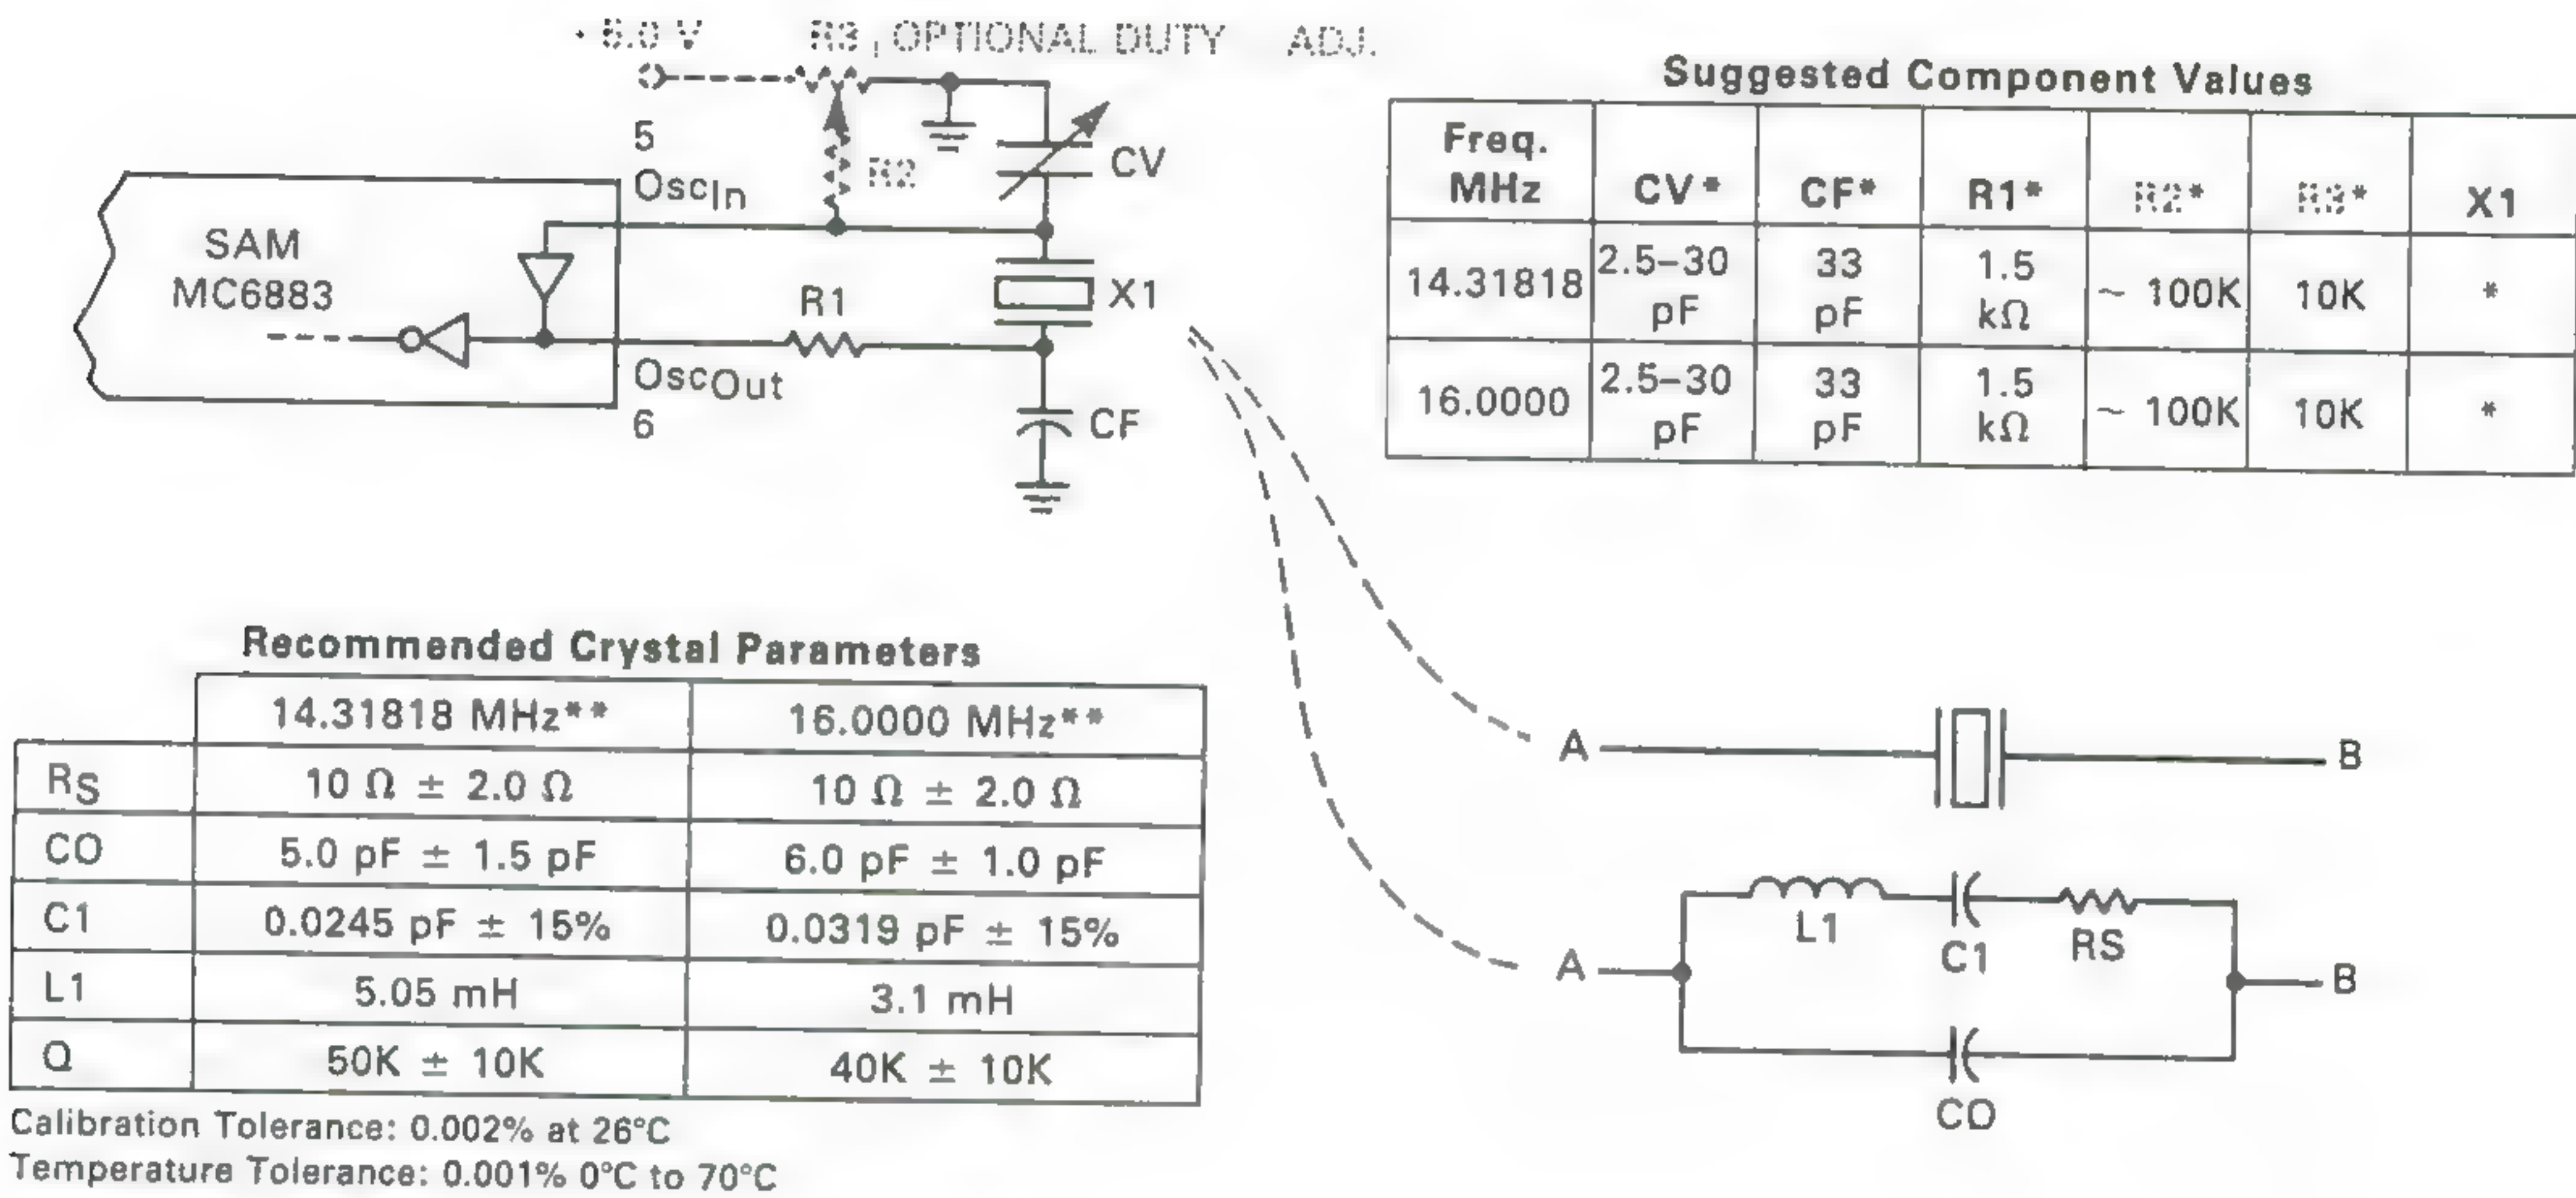 + 5.0 V R3, OPTIONAL DUTY ADJ.
5
OscIn
R2
CV
SAM
MC6883
R1
X1
OscOut
6
CF
Suggested Component Values
Freq. MHz CV* CF* R1* R2* R3* X1
14.31818 2.5–30 pF 33 pF 1.5 kΩ ~ 100K 10K *
16.0000 2.5–30 pF 33 pF 1.5 kΩ ~ 100K 10K *
Recommended Crystal Parameters
14.31818 MHz** 16.0000 MHz**
RS 10 Ω ± 2.0 Ω 10 Ω ± 2.0 Ω
CO 5.0 pF ± 1.5 pF 6.0 pF ± 1.0 pF
C1 0.0245 pF ± 15% 0.0319 pF ± 15%
L1 5.05 mH 3.1 mH
Q 50K ± 10K 40K ± 10K
Calibration Tolerance: 0.002% at 26°C
Temperature Tolerance: 0.001% 0°C to 70°C
A B
L1 C1 RS
A B
CO